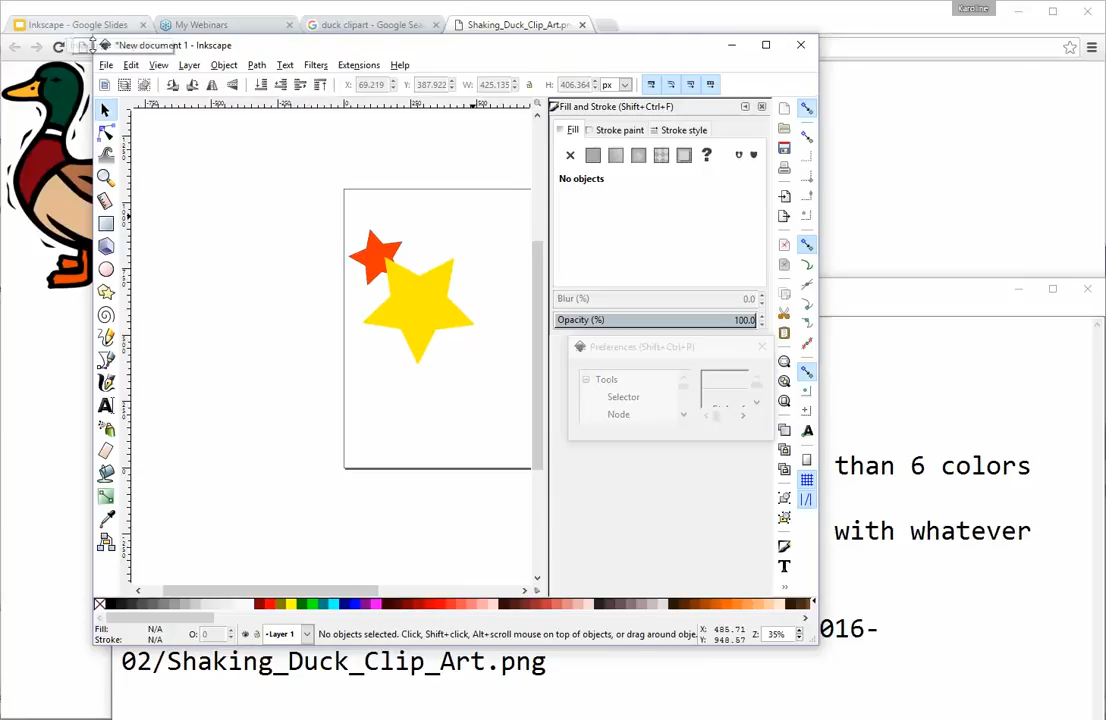 Karoline
Inkscape - Google Slides
My Webinars
duck clipart - Google Sea
Shaking_Duck_Clip_Art.pn
*New document 1 - Inkscape
File Edit View Layer Object Path Text Filters Extensions Help
X: 69.219 Y: 387.922 W: 425.135 H: 406.364 px
Fill and Stroke (Shift+Ctrl+F)
Fill Stroke paint Stroke style
No objects
Blur (%) 0.0
Opacity (%) 100.0
Preferences (Shift+Ctrl+P)
Tools
Selector
Node
than 6 colors
with whatever
Fill: N/A
Stroke: N/A
O: 0
Layer 1
No objects selected. Click, Shift+click, Alt+scroll mouse on top of objects, or drag around obje.
X: 485.71
Y: 948.57
Z: 35%
016-
02/Shaking_Duck_Clip_Art.png